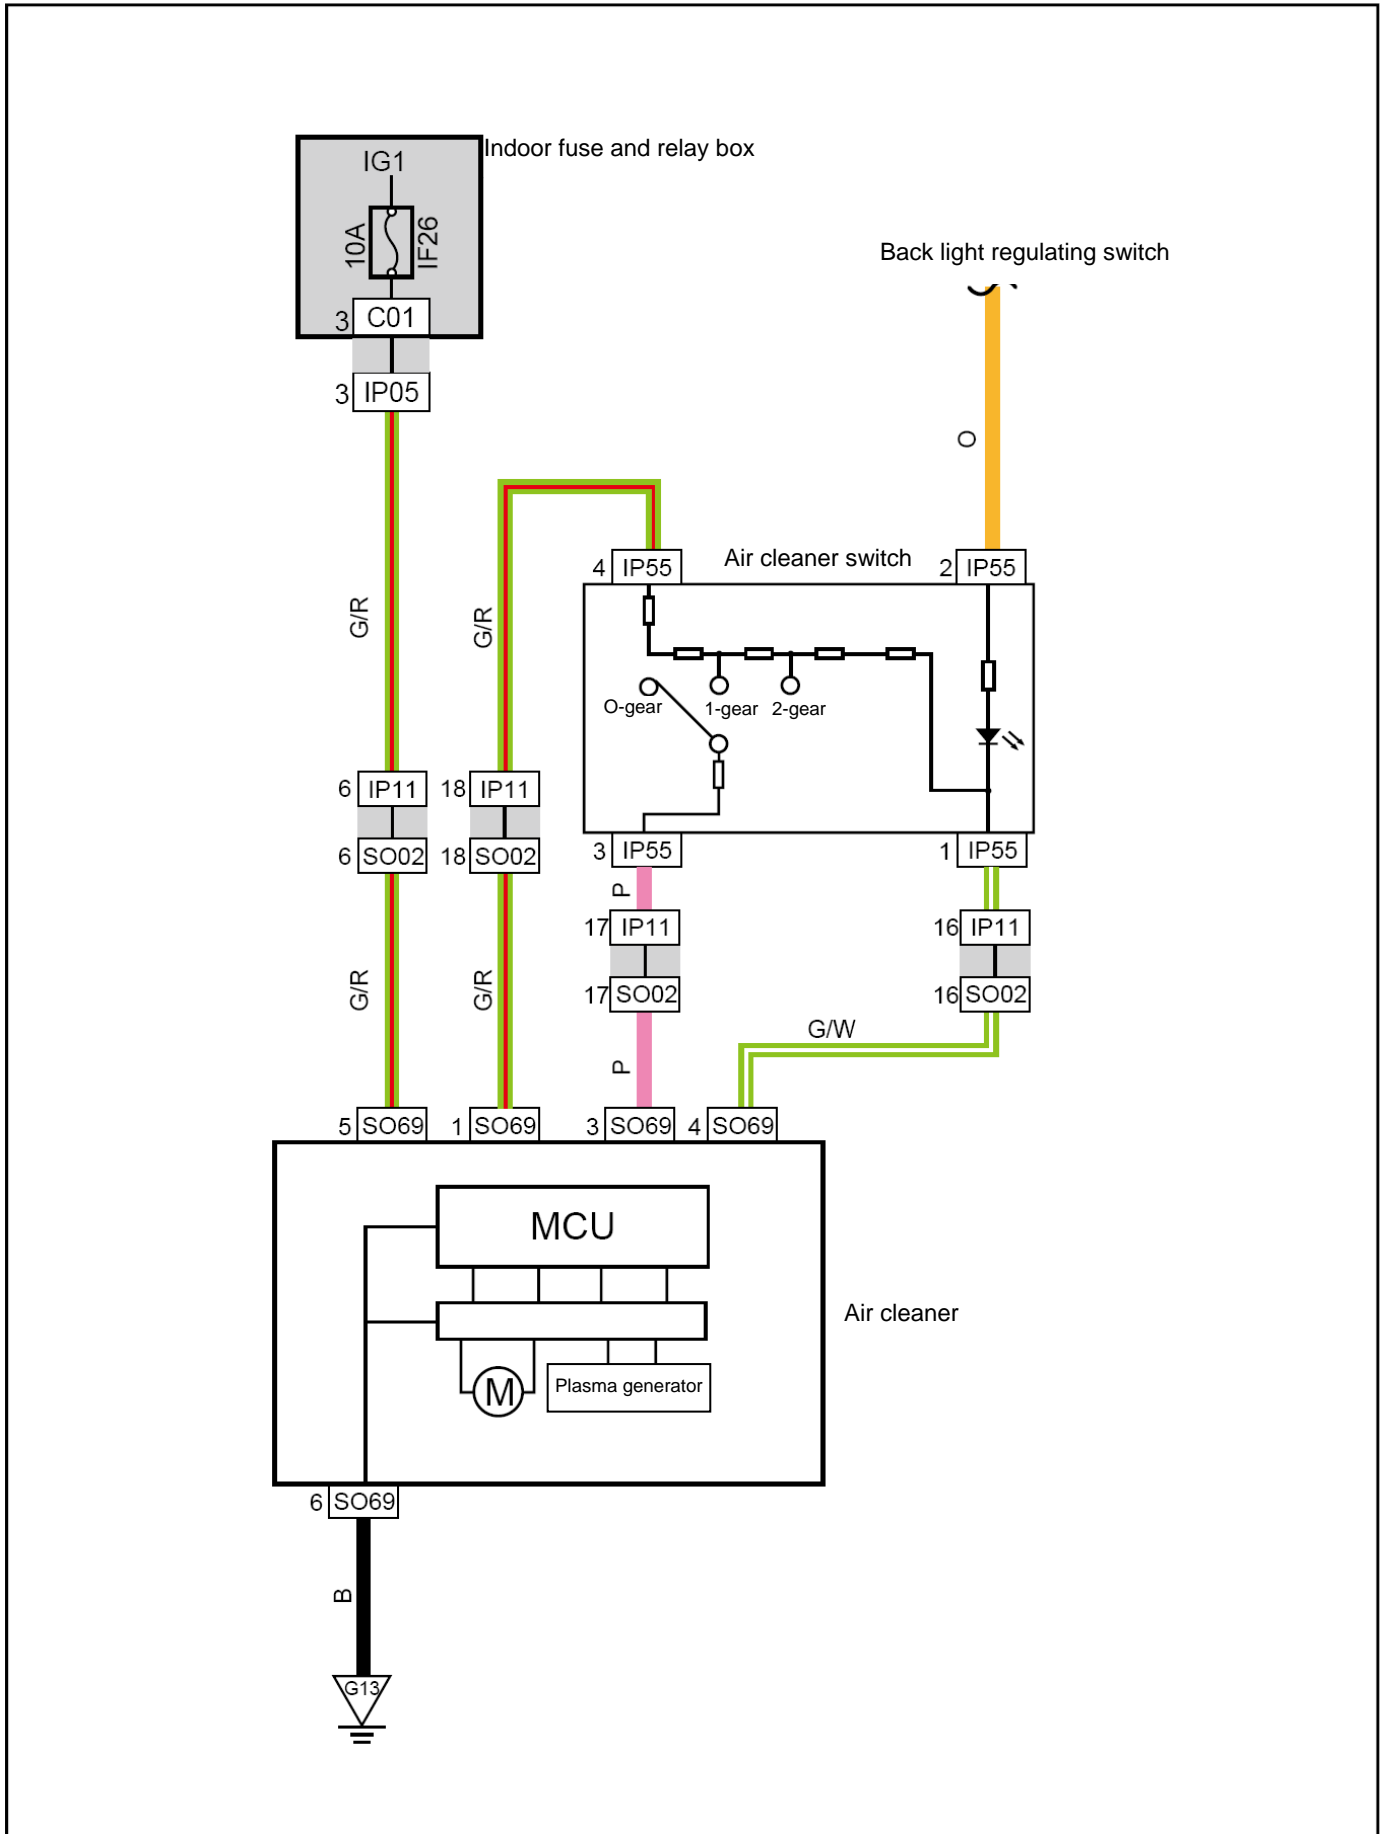 Indoor fuse and relay box
IG1
10A
IF26
3 C01
3 IP05
Back light regulating switch
O
G/R
G/R
4 IP55
Air cleaner switch
2 IP55
O-gear
1-gear
2-gear
6 IP11
18 IP11
6 SO02
18 SO02
3 IP55
1 IP55
P
17 IP11
16 IP11
17 SO02
16 SO02
G/R
G/R
G/W
P
5 SO69
1 SO69
3 SO69
4 SO69
MCU
Air cleaner
M
Plasma generator
6 SO69
B
G13